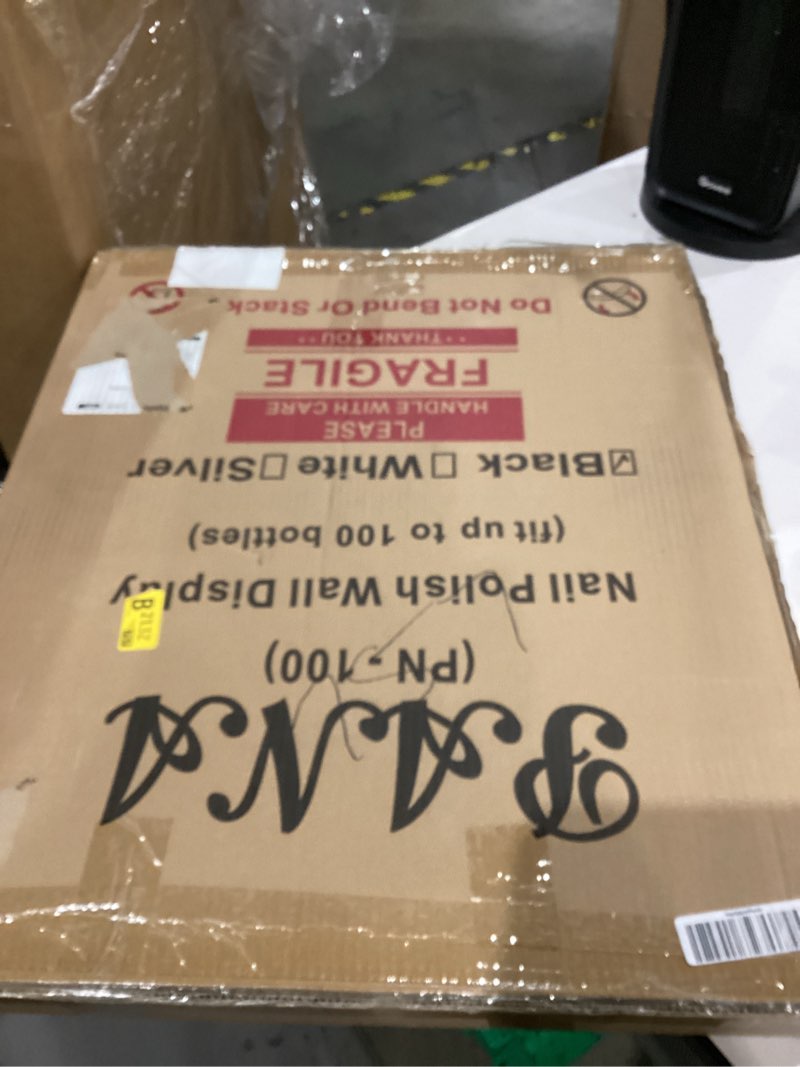 PANA
(PN - 100)
Nail Polish Wall Display
(fit up to 100 bottles)
☑Black □White □Silver
PLEASE
HANDLE WITH CARE
FRAGILE
THANK YOU
Do Not Bend Or Stack